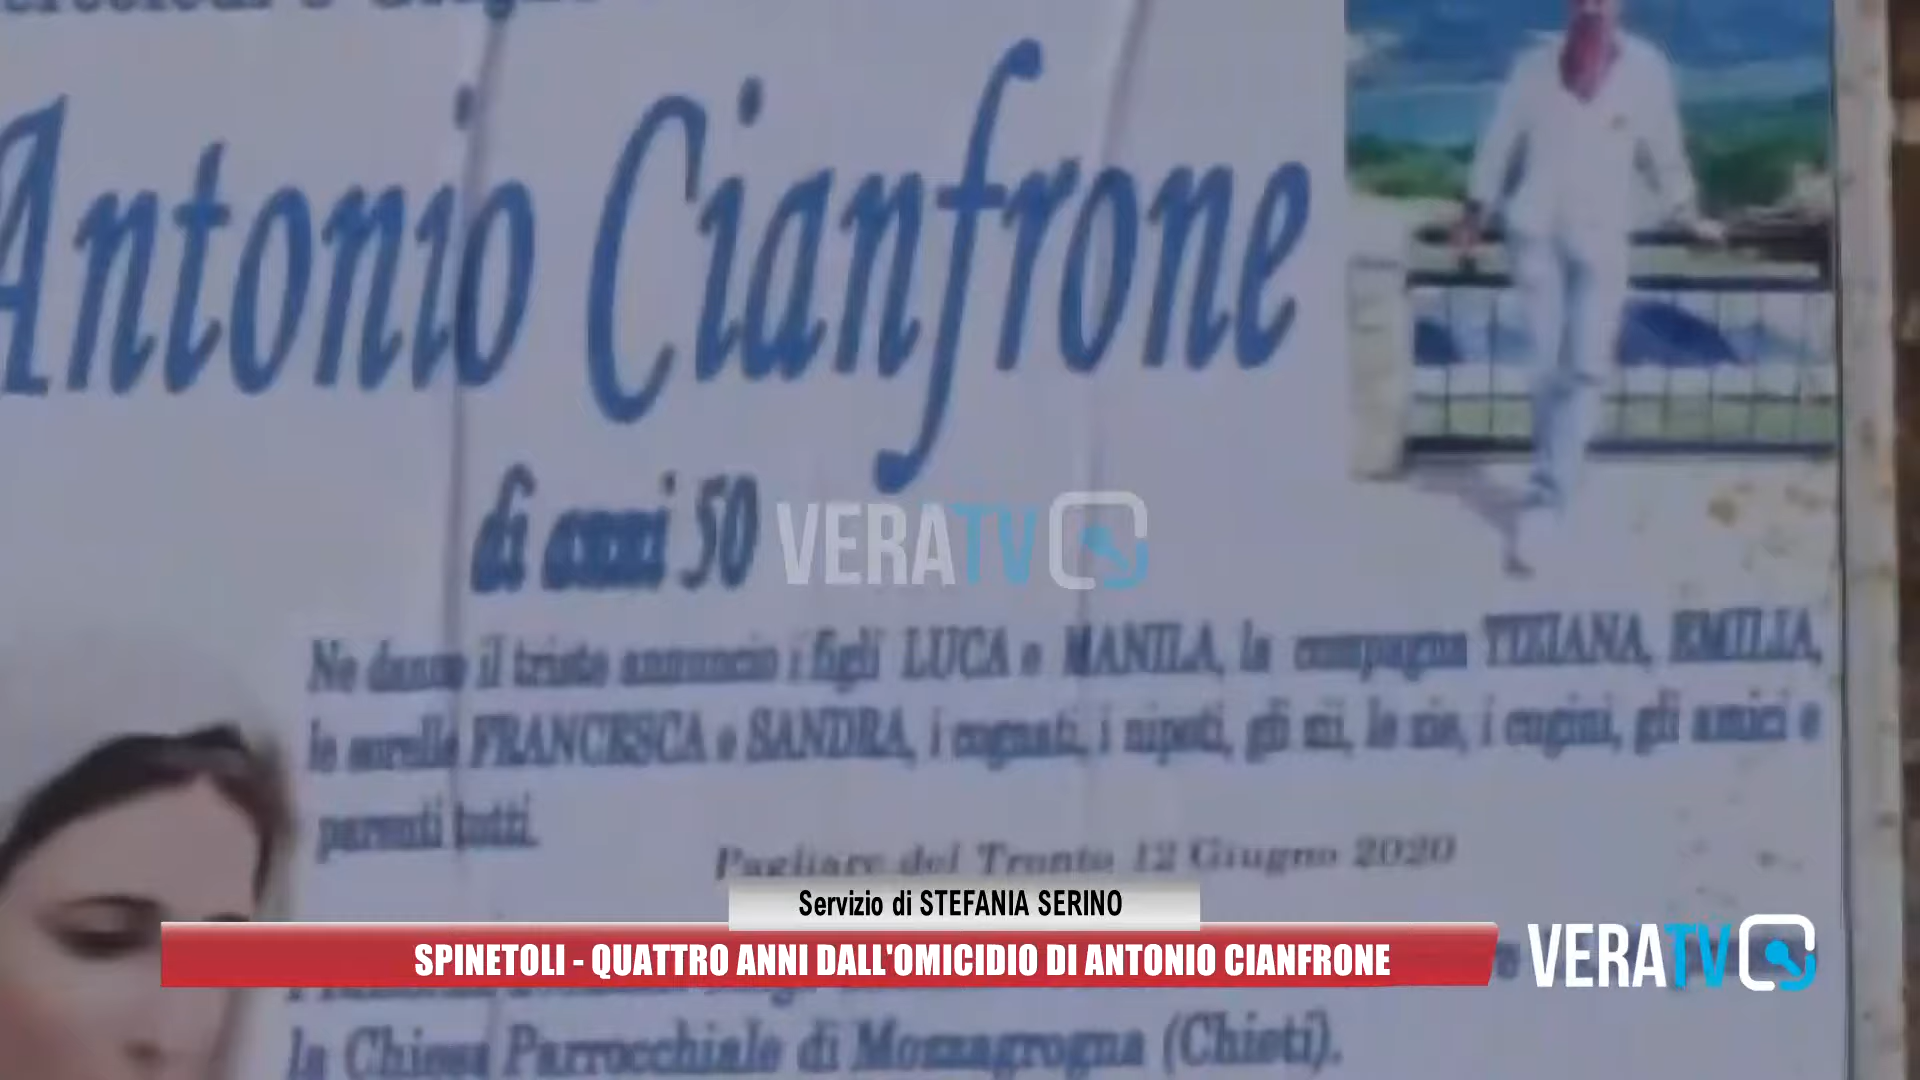 Antonio Cianfrone
di anni 50
VERATV
Ne danno il triste annuncio i figli LUCA e MANILA, la compagna TIZIANA, EMILIA,
le sorelle FRANCESCA e SANDRA, i cognati, i nipoti, gli zii, le zie, i cugini, gli amici e
parenti tutti.
Pagliare del Tronto 12 Giugno 2020
Servizio di STEFANIA SERINO
SPINETOLI - QUATTRO ANNI DALL'OMICIDIO DI ANTONIO CIANFRONE
VERATV
la Chiesa Parrocchiale di Mozzagrogna (Chieti).